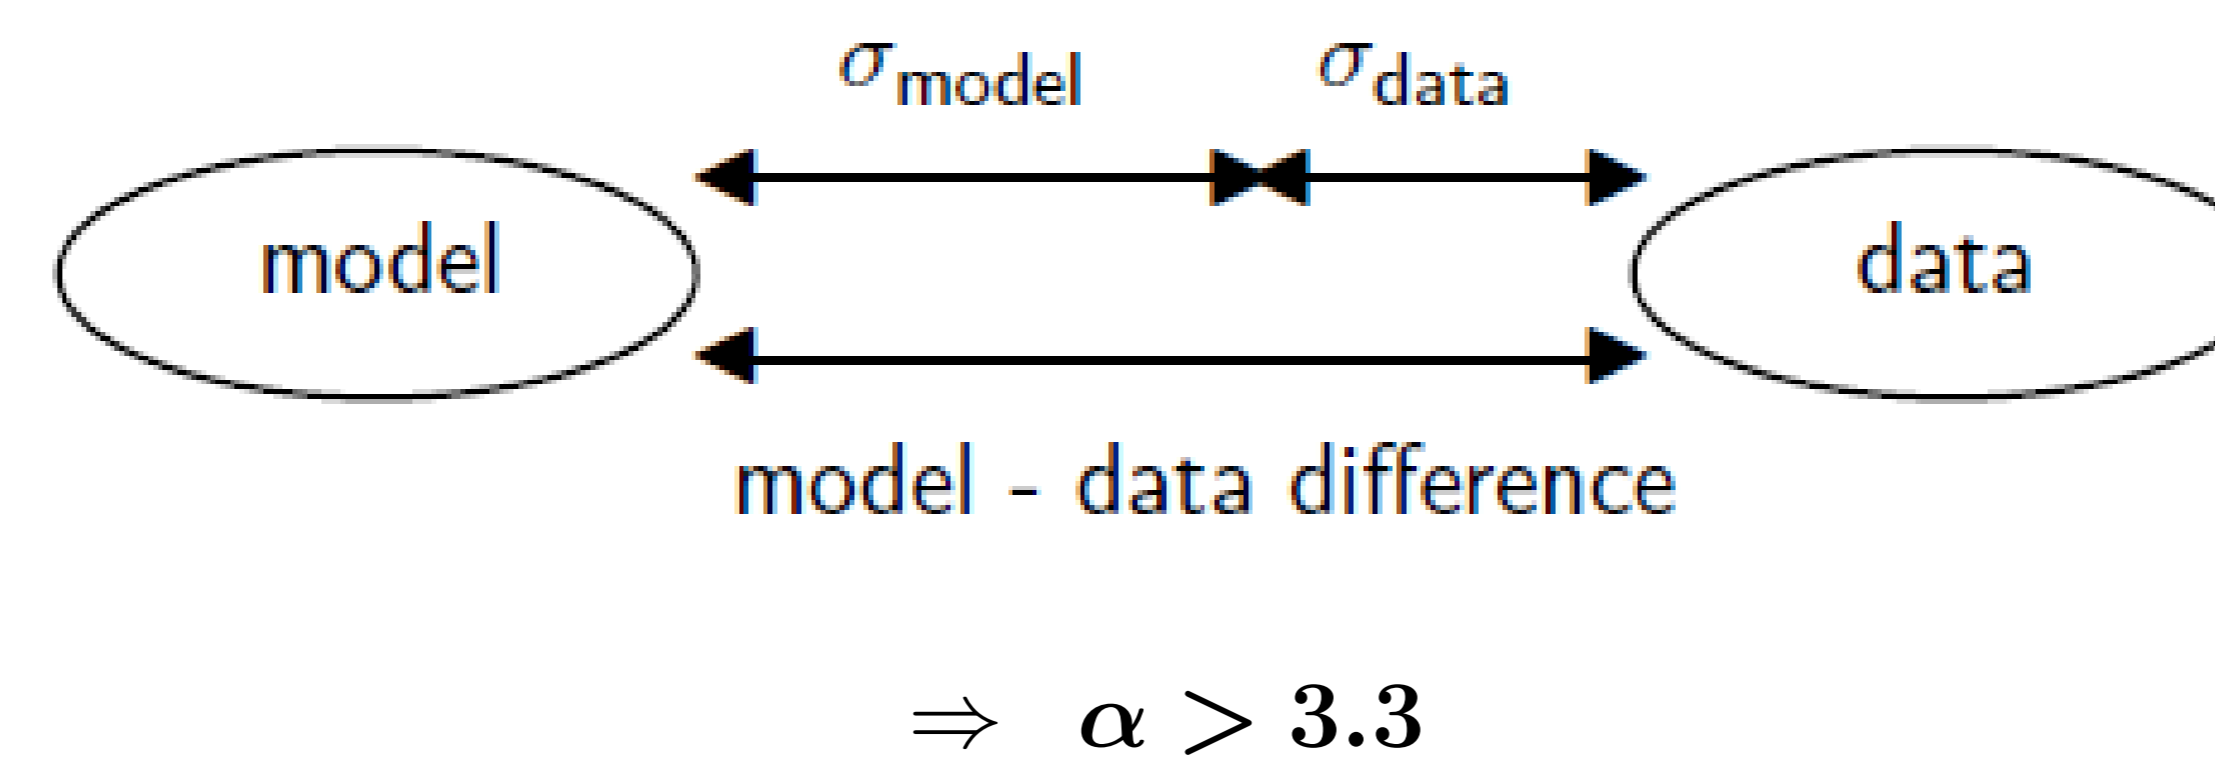 σmodel σdata
model data
model - data difference
⇒ α > 3.3